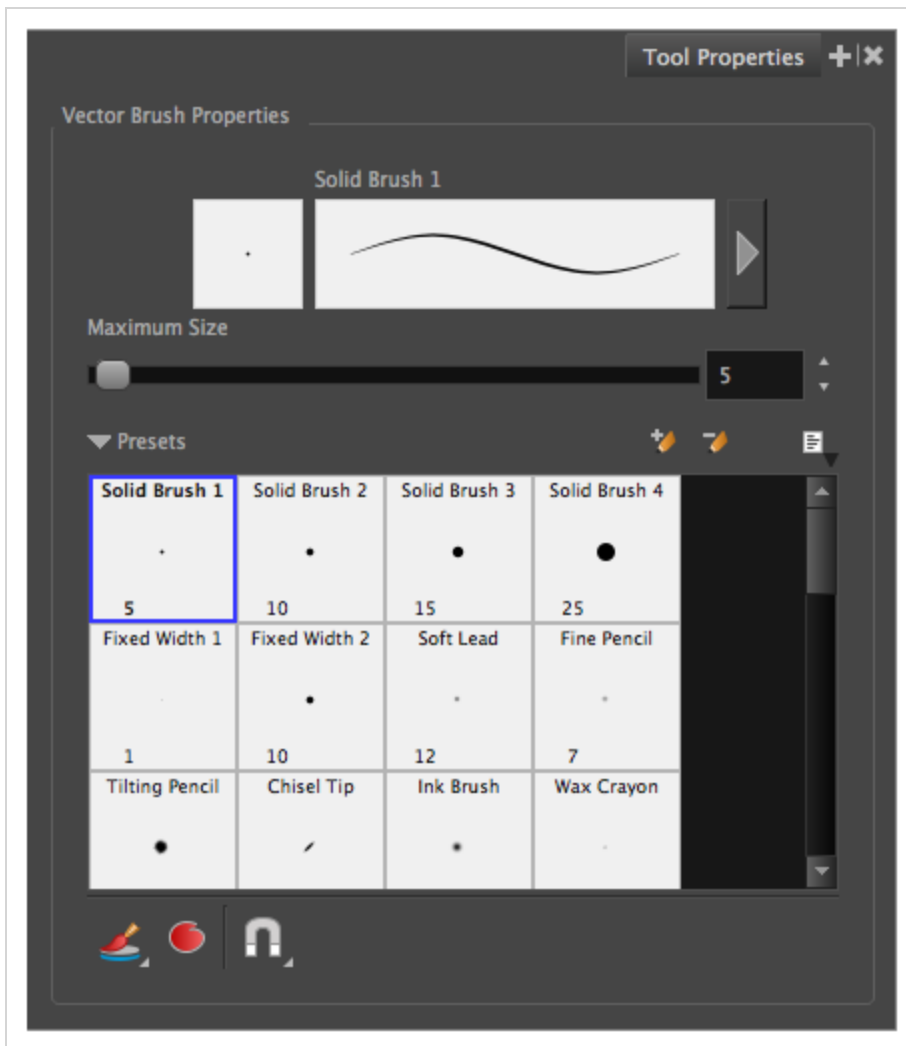 Tool Properties
Vector Brush Properties
Solid Brush 1
Maximum Size
5
Presets
Solid Brush 1 Solid Brush 2 Solid Brush 3 Solid Brush 4
5 10 15 25
Fixed Width 1 Fixed Width 2 Soft Lead Fine Pencil
1 10 12 7
Tilting Pencil Chisel Tip Ink Brush Wax Crayon